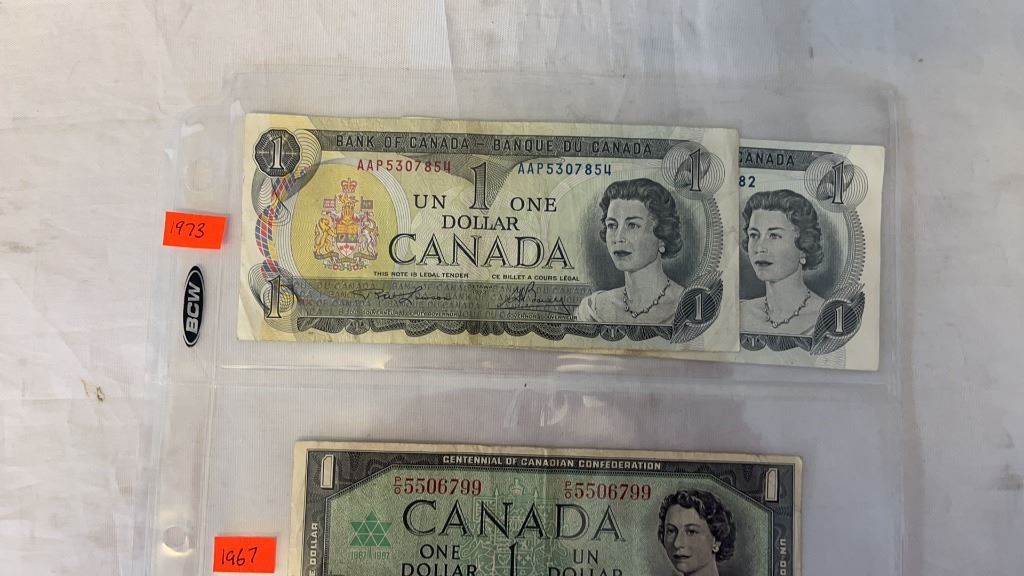 1973
BCW
BANK OF CANADA – BANQUE DU CANADA
AAP5307854 AAP5307854
1 1 1
UN ONE
DOLLAR
CANADA
THIS NOTE IS LEGAL TENDER CE BILLET A COURS LÉGAL
1 1
CANADA
82
1
1
1967
CENTENNIAL OF CANADIAN CONFEDERATION
1 1
P/O 5506799 P/O 5506799
CANADA
1867 1967
ONE 1 UN
DOLLAR DOLLAR